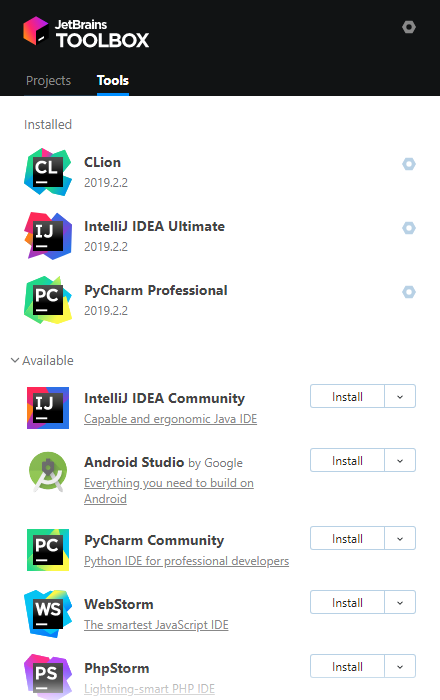 JetBrains
TOOLBOX
Projects Tools
Installed
CL
CLion
2019.2.2
IJ
IntelliJ IDEA Ultimate
2019.2.2
PC
PyCharm Professional
2019.2.2
Available
IJ
IntelliJ IDEA Community
Capable and ergonomic Java IDE
Install
Android Studio by Google
Everything you need to build on
Android
Install
PC
PyCharm Community
Python IDE for professional developers
Install
WS
WebStorm
The smartest JavaScript IDE
Install
PS
PhpStorm
Lightning-smart PHP IDE
Install